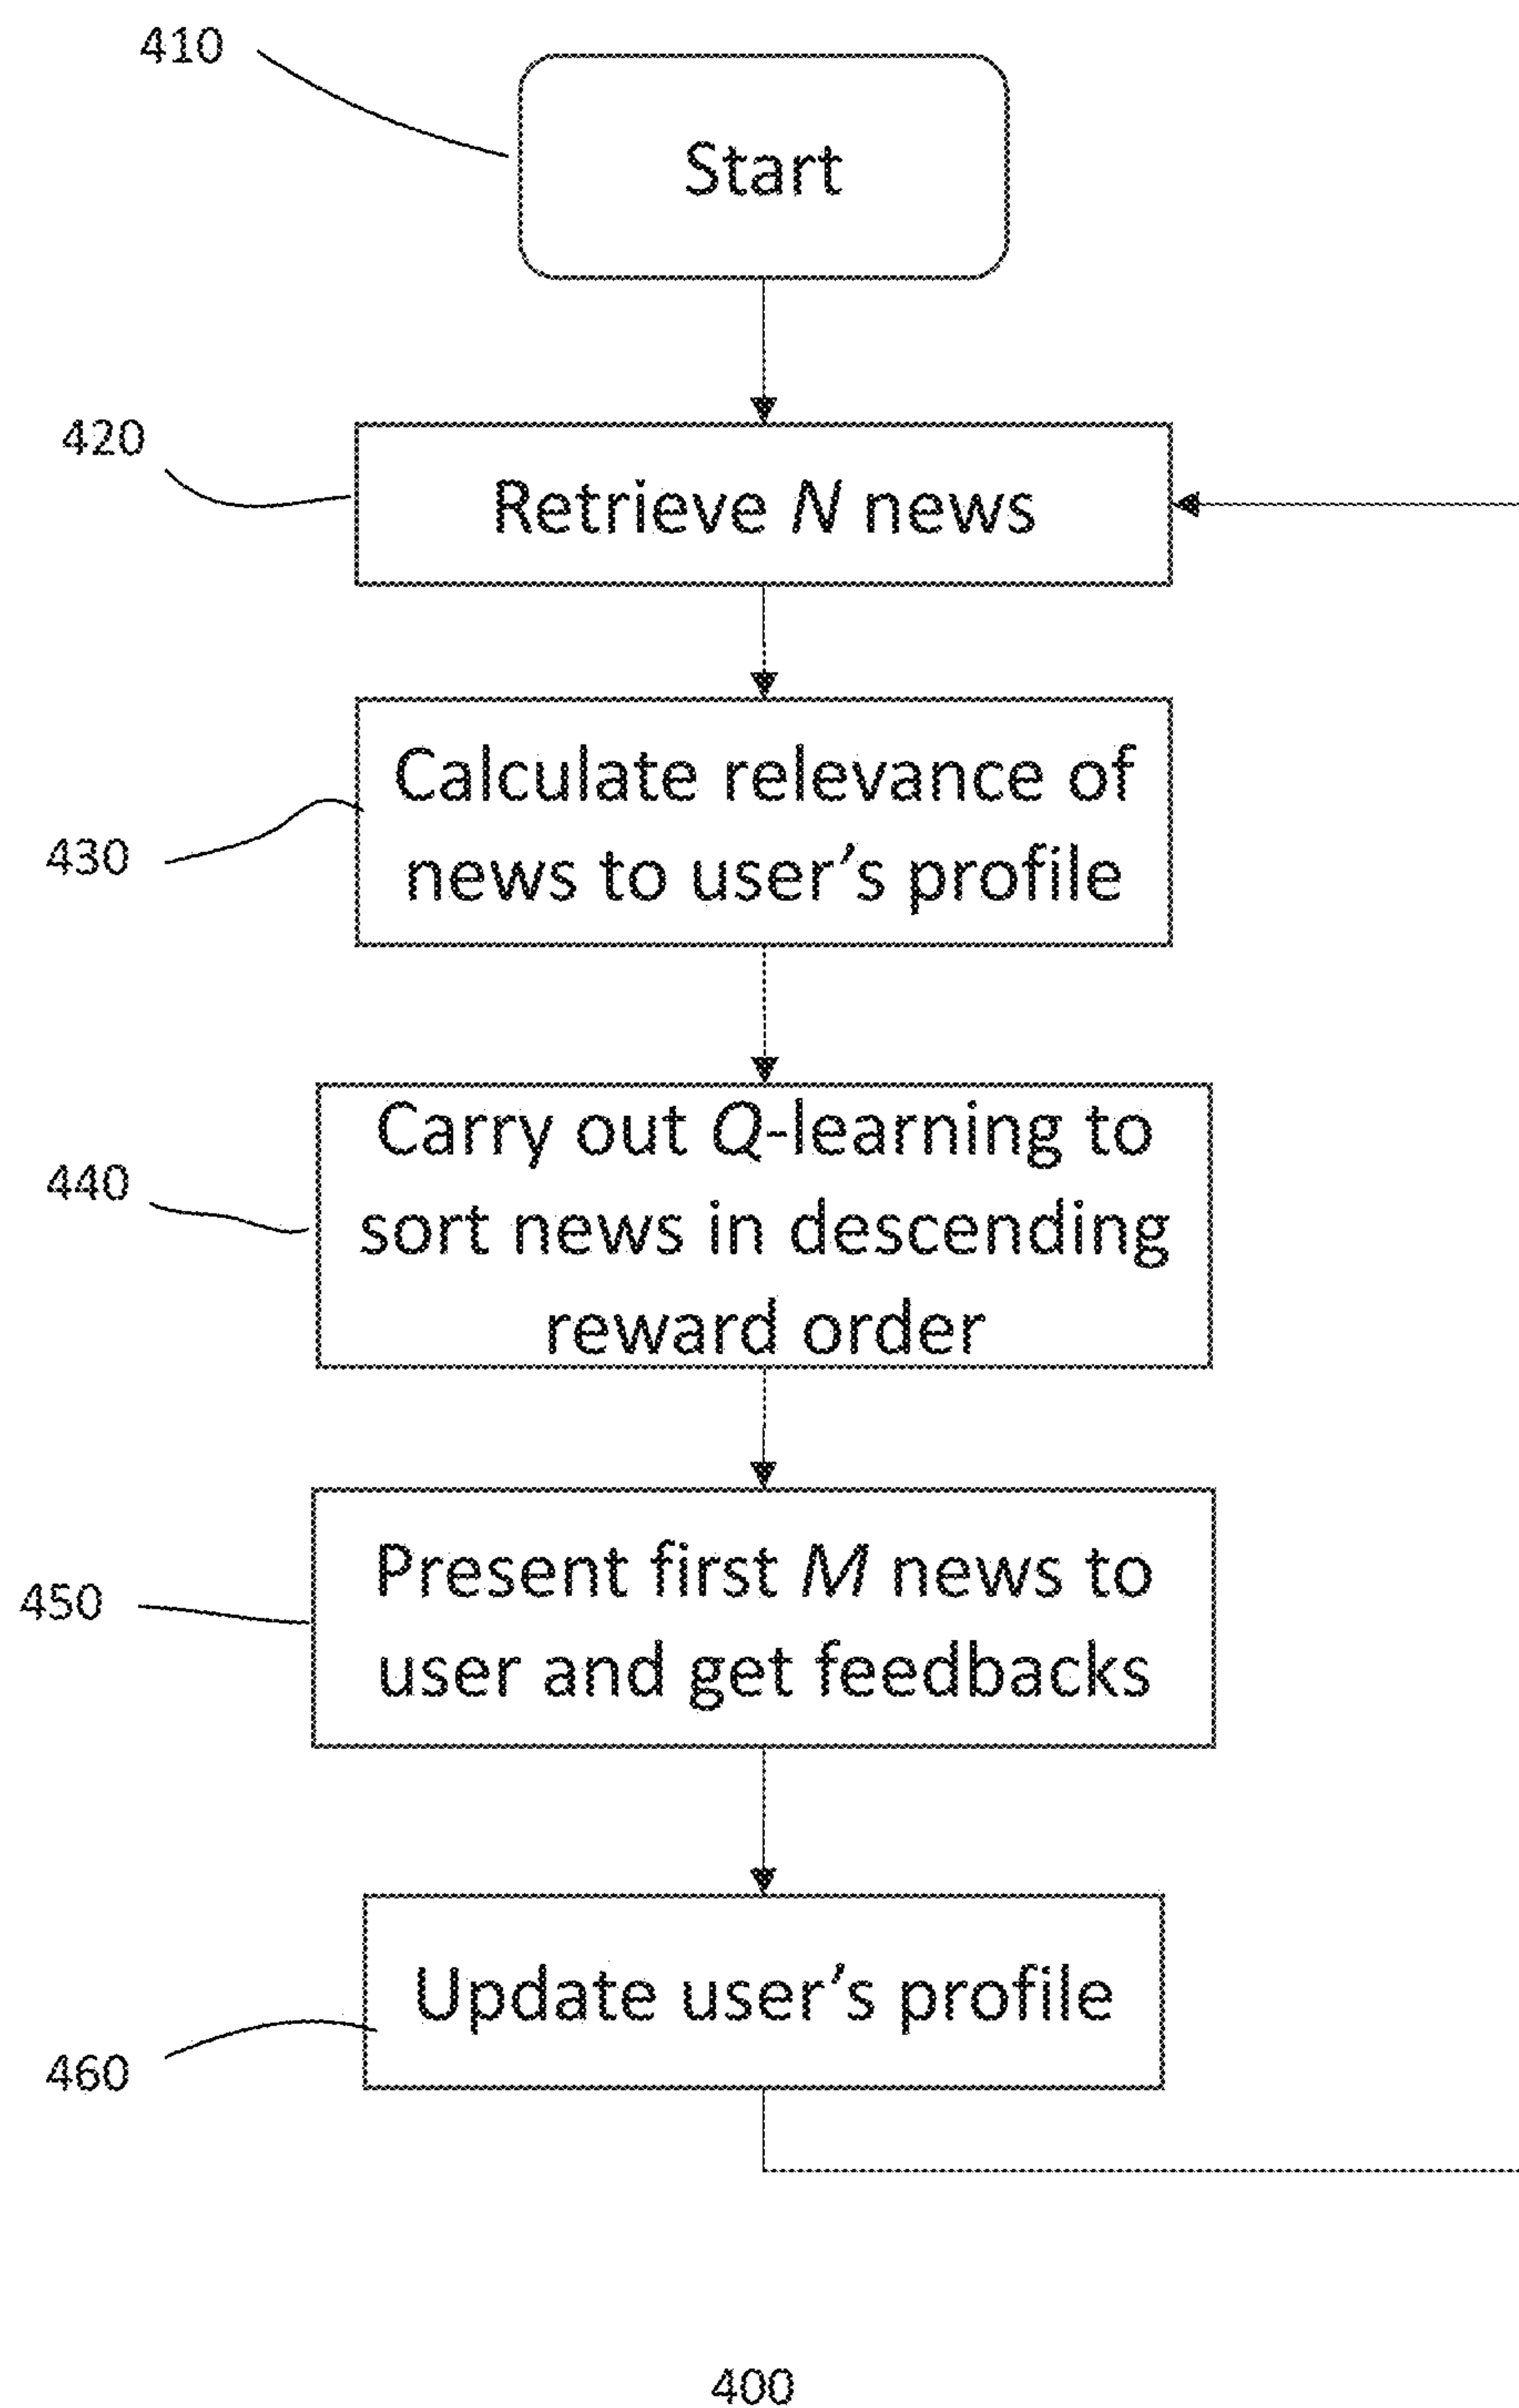 410
Start
420
Retrieve N news
430
Calculate relevance of
news to user's profile
440
Carry out Q-learning to
sort news in descending
reward order
450
Present first M news to
user and get feedbacks
460
Update user's profile
400